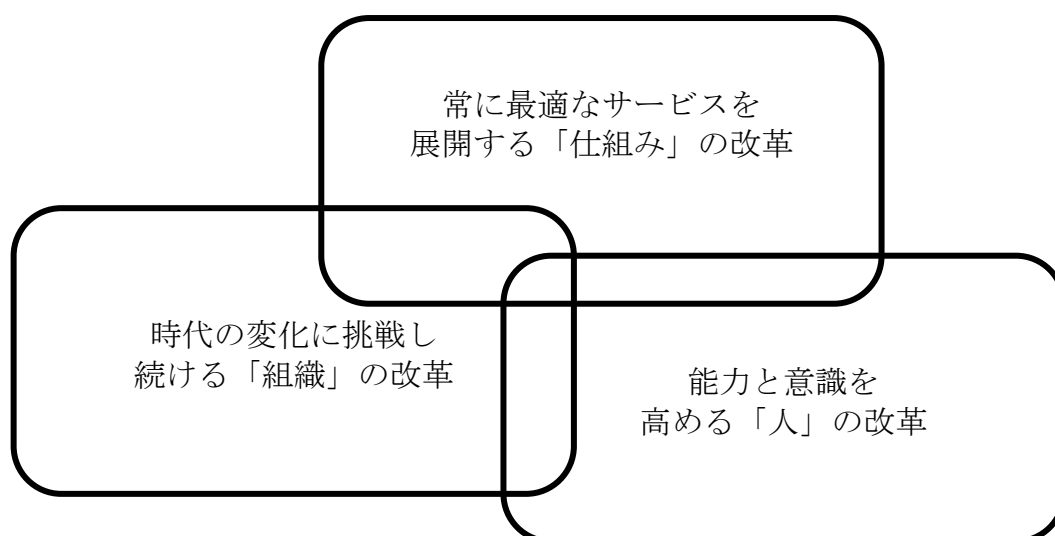 常に最適なサービスを
展開する「仕組み」の改革
時代の変化に挑戦し
続ける「組織」の改革
能力と意識を
高める「人」の改革